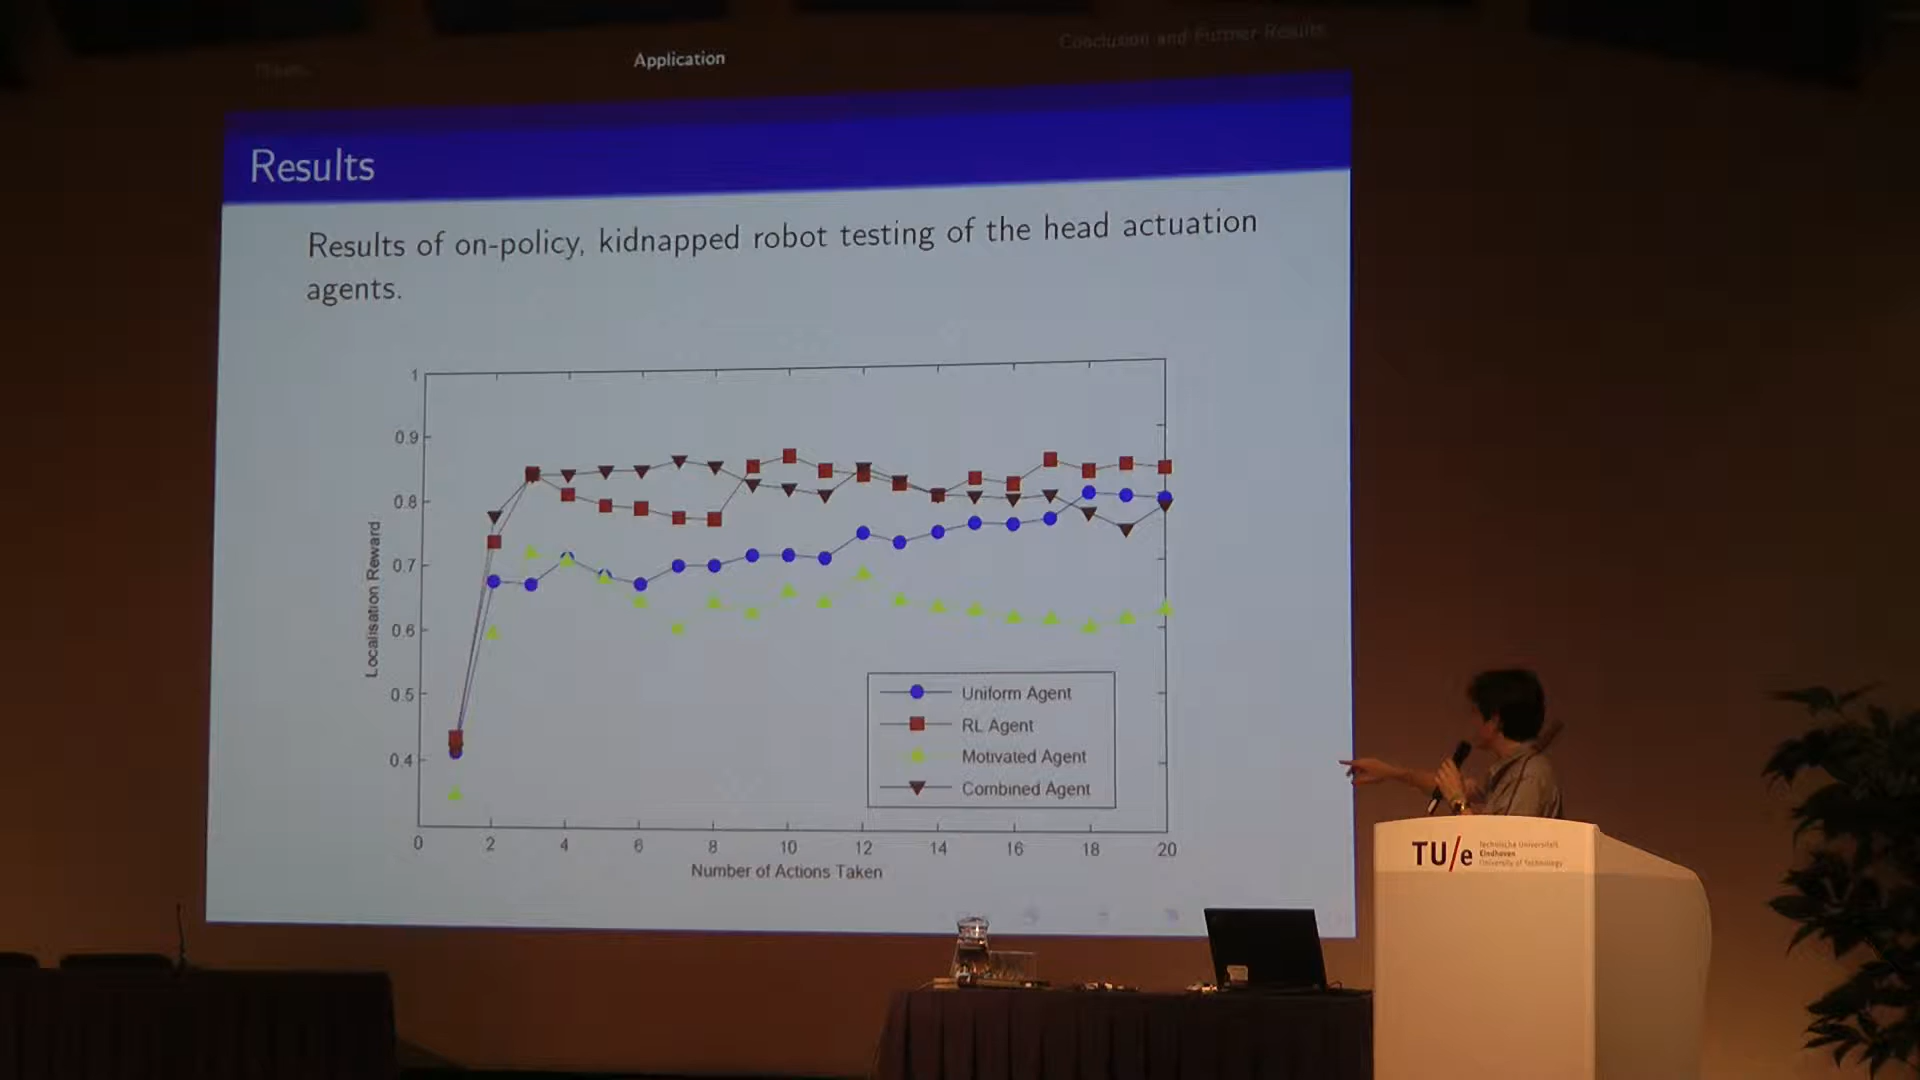 Application
Conclusion and Further Results
Results
Results of on-policy, kidnapped robot testing of the head actuation
agents.
1
0.9
0.8
0.7
0.6
0.5
0.4
Localisation Reward
Uniform Agent
RL Agent
Motivated Agent
Combined Agent
0 2 4 6 8 10 12 14 16 18 20
Number of Actions Taken
TU/e
Technische Universiteit
Eindhoven
University of Technology